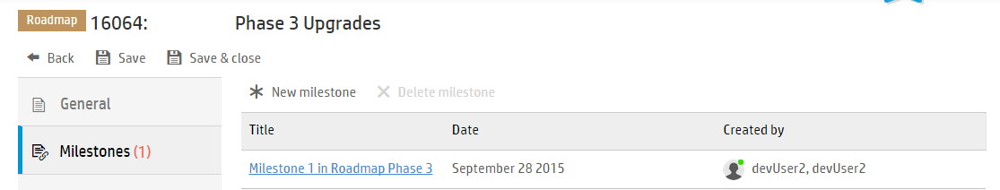 Roadmap 16064: Phase 3 Upgrades
Back Save Save & close
General
Milestones (1)
New milestone Delete milestone
Title Date Created by
Milestone 1 in Roadmap Phase 3 September 28 2015 devUser2, devUser2